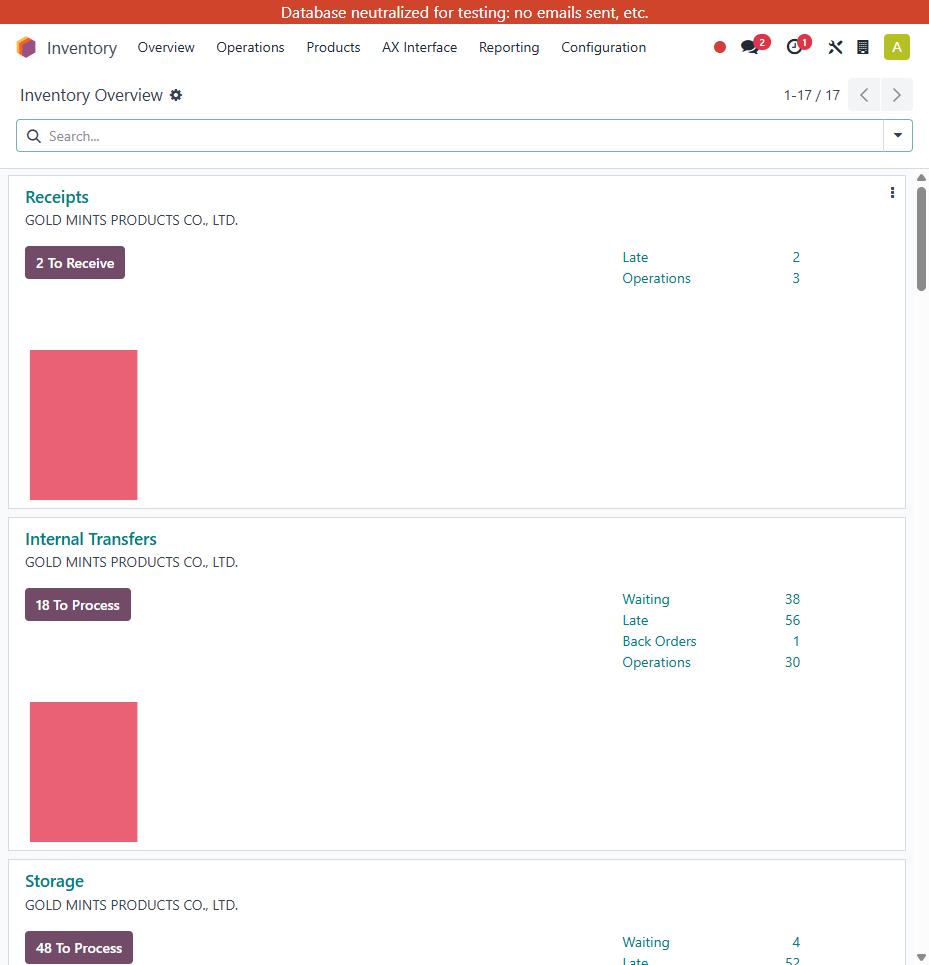 Database neutralized for testing: no emails sent, etc.
Inventory Overview Operations Products AX Interface Reporting Configuration 2 1 A
Inventory Overview 1-17 / 17
Search...
Receipts
GOLD MINTS PRODUCTS CO., LTD.
2 To Receive
Late 2
Operations 3
Internal Transfers
GOLD MINTS PRODUCTS CO., LTD.
18 To Process
Waiting 38
Late 56
Back Orders 1
Operations 30
Storage
GOLD MINTS PRODUCTS CO., LTD.
48 To Process
Waiting 4
Late 52